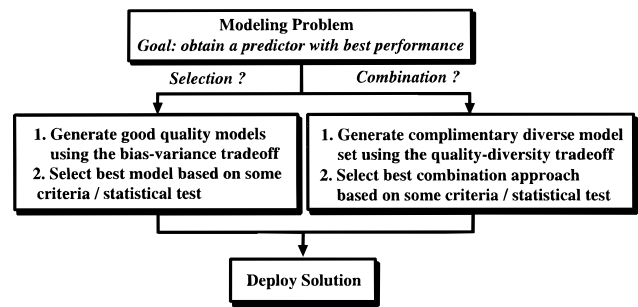 Modeling Problem
Goal: obtain a predictor with best performance
Selection ?
Combination ?
1. Generate good quality models
using the bias-variance tradeoff
2. Select best model based on some
criteria / statistical test
1. Generate complimentary diverse model
set using the quality-diversity tradeoff
2. Select best combination approach
based on some criteria / statistical test
Deploy Solution